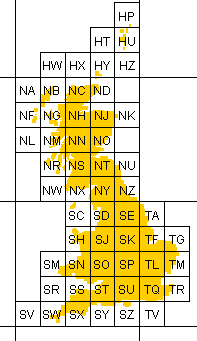 HP
HT HU
HW HX HY HZ
NA NB NC ND
NF NG NH NJ NK
NL NM NN NO
NR NS NT NU
NW NX NY NZ
SC SD SE TA
SH SJ SK TF TG
SM SN SO SP TL TM
SR SS ST SU TQ TR
SV SW SX SY SZ TV